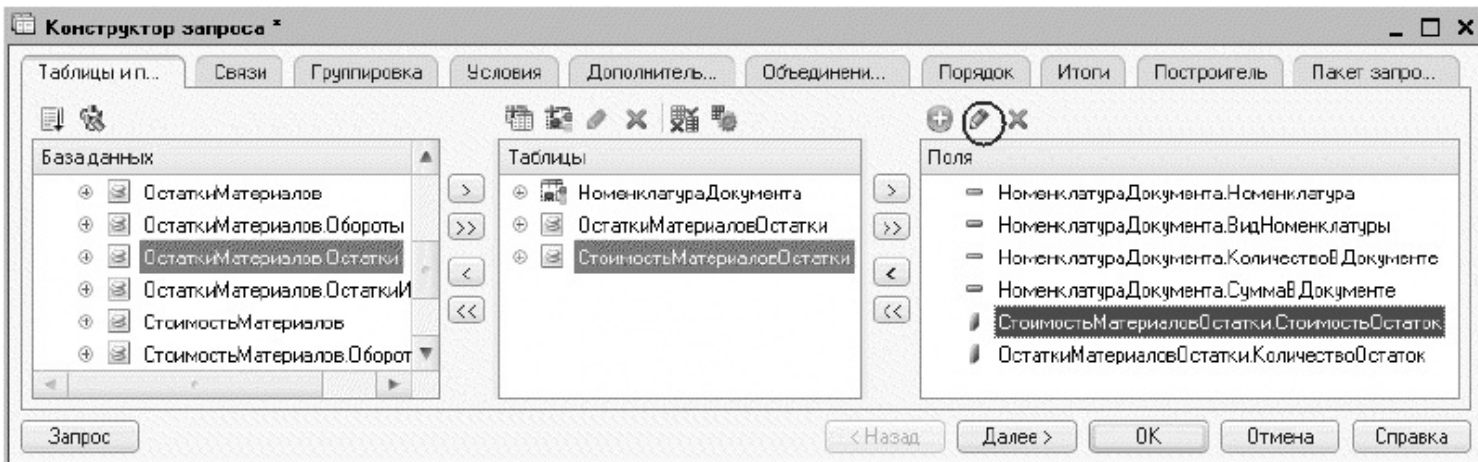 Конструктор запроса *
Таблицы и п... Связи Группировка Условия Дополнитель... Объединени... Порядок Итоги Построитель Пакет запро...
База данных
ОстаткиМатериалов
ОстаткиМатериалов.Обороты
ОстаткиМатериалов.Остатки
ОстаткиМатериалов.ОстаткиИ
СтоимостьМатериалов
СтоимостьМатериалов.Оборот
> >> < <<
Таблицы
НоменклатураДокумента
ОстаткиМатериаловОстатки
СтоимостьМатериаловОстатки
> >> < <<
Поля
НоменклатураДокумента.Номенклатура
НоменклатураДокумента.ВидНоменклатуры
НоменклатураДокумента.КоличествоВДокументе
НоменклатураДокумента.СуммаВДокументе
СтоимостьМатериаловОстатки.СтоимостьОстаток
ОстаткиМатериаловОстатки.КоличествоОстаток
Запрос < Назад Далее > OK Отмена Справка